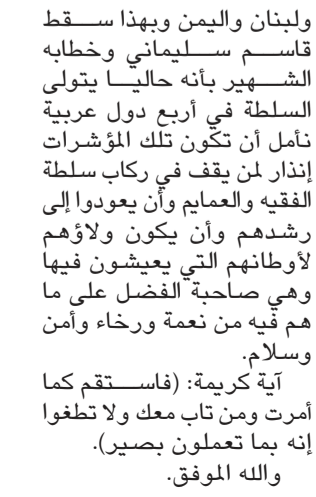 ولبنان واليمن وبهذا سقط
قاسم سليماني وخطابه
الشهير بأنه حاليا يتولى
السلطة في أربع دول عربية
نأمل أن تكون تلك المؤشرات
إنذار لمن يقف في ركاب سلطة
الفقيه والعمايم وأن يعودوا إلى
رشدهم وأن يكون ولاؤهم
لأوطانهم التي يعيشون فيها
وهي صاحبة الفضل على ما
هم فيه من نعمة ورخاء وأمن
وسلام.
آية كريمة: (فاستقم كما
أمرت ومن تاب معك ولا تطغوا
إنه بما تعملون بصير).
والله الموفق.